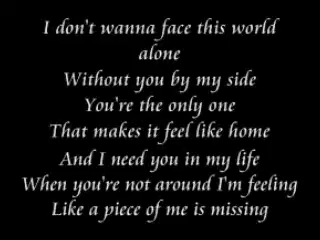 I don't wanna face this world
alone
Without you by my side
You're the only one
That makes it feel like home
And I need you in my life
When you're not around I'm feeling
Like a piece of me is missing